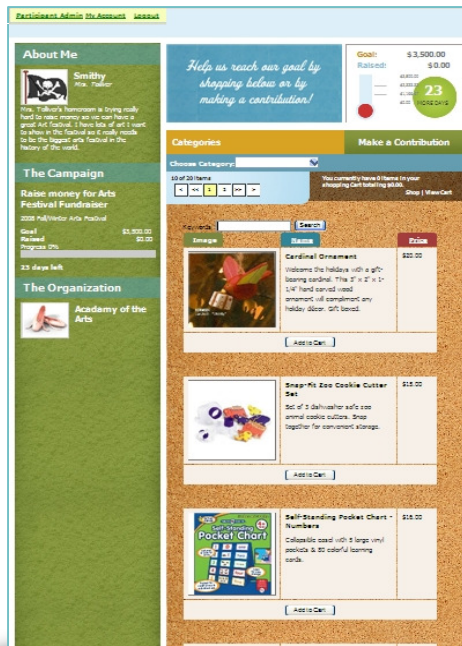 Participant Admin My Account Logout
About Me
Smithy
Mrs. Tolliver
Mrs. Tolliver's homeroom is trying really
hard to raise money so we can have a
great Art festival. I have lots of art I want
to show in the festival so it really needs
to be the biggest arts festival in the
history of the world.
The Campaign
Raise money for Arts
Festival Fundraiser
2008 Fall/Winter Arts Festival
Goal $3,500.00
Raised $0.00
Progress 0%
23 days left
The Organization
Acadamy of the
Arts
Help us reach our goal by
shopping below or by
making a contribution!
Goal: $3,500.00
Raised: $0.00
23
MORE DAYS
Categories
Make a Contribution
Choose Category:
10 of 20 Items
< << 1 2 >> >
You currently have 0 Items in your
shopping Cart totaling $0.00.
Shop | View Cart
Keywords: Search
Image Name Price
Cardinal Ornament $20.00
Welcome the holidays with a gift-
bearing cardinal. This 3" x 2" x 1-
1/4" hand carved wood
ornament will compliment any
holiday décor. Gift boxed.
Add to Cart
Snap-Fit Zoo Cookie Cutter
Set
$15.00
Set of 3 dishwasher safe zoo
animal cookie cutters. Snap
together for convenient storage.
Add to Cart
Self-Standing
Pocket Chart
Self-Standing Pocket Chart -
Numbers
$15.00
Collapsible easel with 5 large vinyl
pockets & 50 colorful learning
cards.
Add to Cart